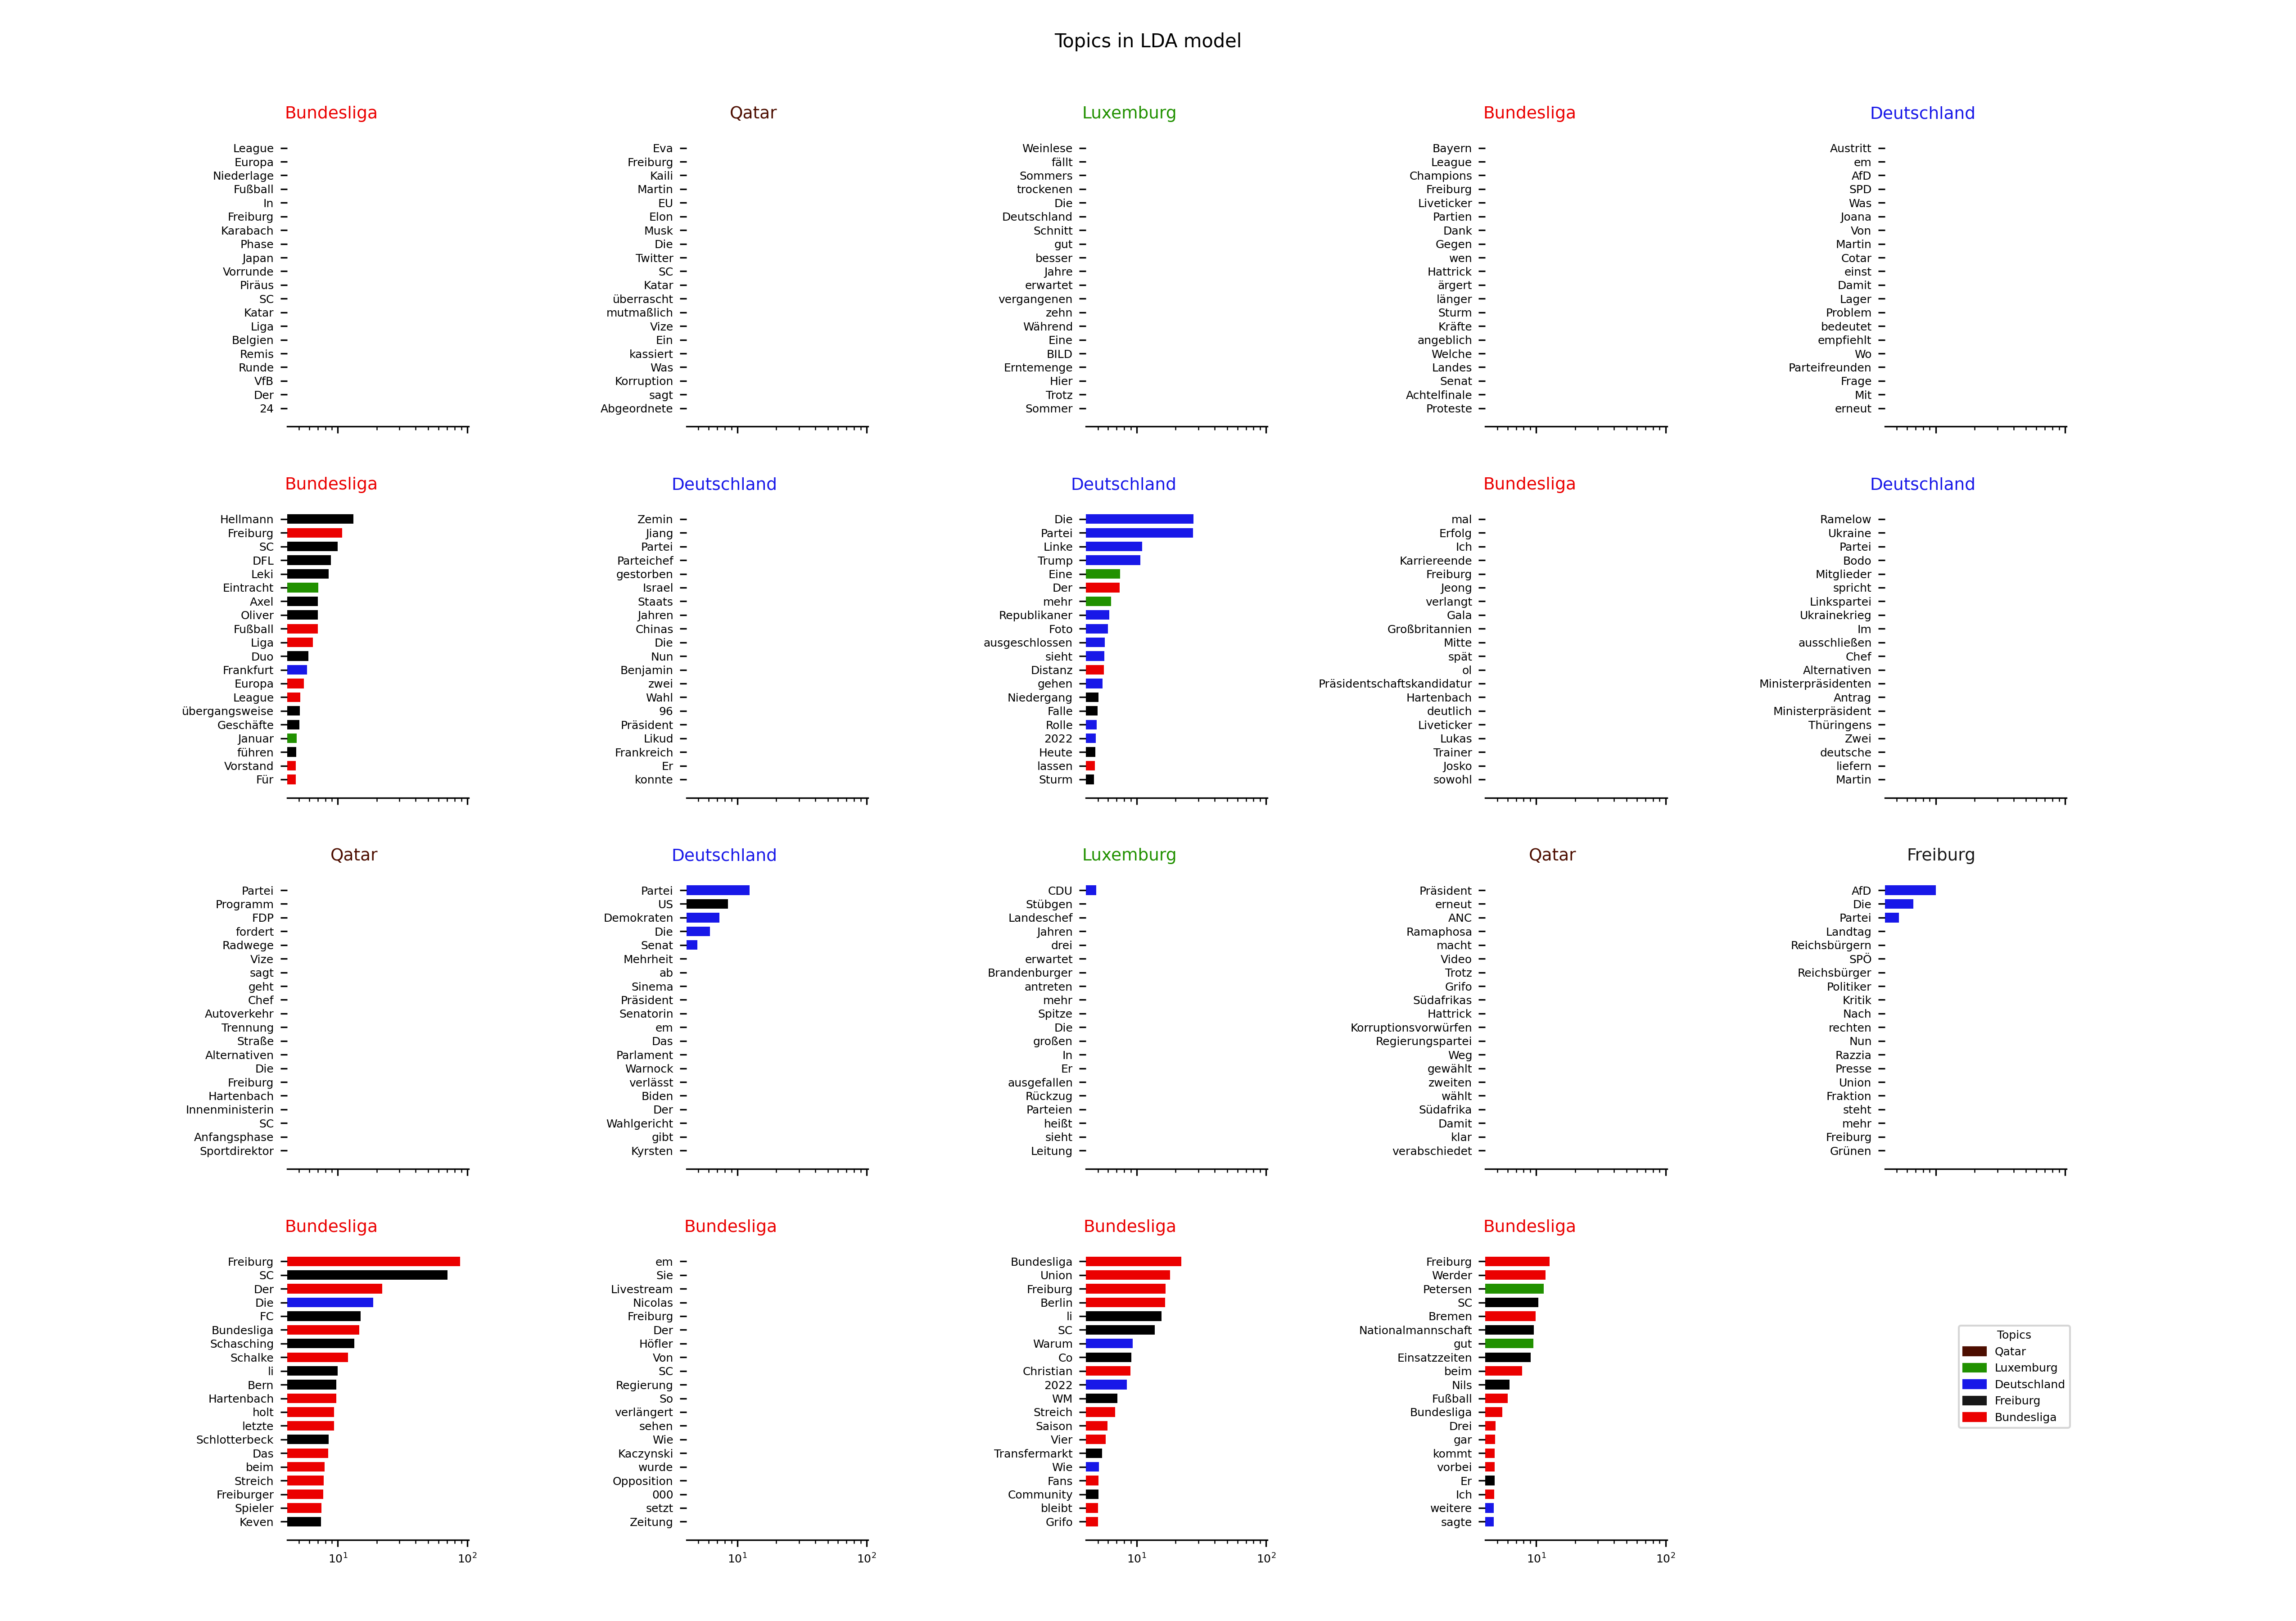 Topics in LDA model
Bundesliga
League
Europa
Niederlage
Fußball
In
Freiburg
Karabach
Phase
Japan
Vorrunde
Piräus
SC
Katar
Liga
Belgien
Remis
Runde
VfB
Der
24
Qatar
Eva
Freiburg
Kaili
Martin
EU
Elon
Musk
Die
Twitter
SC
Katar
überrascht
mutmaßlich
Vize
Ein
kassiert
Was
Korruption
sagt
Abgeordnete
Luxemburg
Weinlese
fällt
Sommers
trockenen
Die
Deutschland
Schnitt
gut
besser
Jahre
erwartet
vergangenen
zehn
Während
Eine
BILD
Erntemenge
Hier
Trotz
Sommer
Bundesliga
Bayern
League
Champions
Freiburg
Liveticker
Partien
Dank
Gegen
wen
Hattrick
ärgert
länger
Sturm
Kräfte
angeblich
Welche
Landes
Senat
Achtelfinale
Proteste
Deutschland
Austritt
em
AfD
SPD
Was
Joana
Von
Martin
Cotar
einst
Damit
Lager
Problem
bedeutet
empfiehlt
Wo
Parteifreunden
Frage
Mit
erneut
Bundesliga
Hellmann
Freiburg
SC
DFL
Leki
Eintracht
Axel
Oliver
Fußball
Liga
Duo
Frankfurt
Europa
League
übergangsweise
Geschäfte
Januar
führen
Vorstand
Für
Deutschland
Zemin
Jiang
Partei
Parteichef
gestorben
Israel
Staats
Jahren
Chinas
Die
Nun
Benjamin
zwei
Wahl
96
Präsident
Likud
Frankreich
Er
konnte
Deutschland
Die
Partei
Linke
Trump
Eine
Der
mehr
Republikaner
Foto
ausgeschlossen
sieht
Distanz
gehen
Niedergang
Falle
Rolle
2022
Heute
lassen
Sturm
Bundesliga
mal
Erfolg
Ich
Karriereende
Freiburg
Jeong
verlangt
Gala
Großbritannien
Mitte
spät
ol
Präsidentschaftskandidatur
Hartenbach
deutlich
Liveticker
Lukas
Trainer
Josko
sowohl
Deutschland
Ramelow
Ukraine
Partei
Bodo
Mitglieder
spricht
Linkspartei
Ukrainekrieg
Im
ausschließen
Chef
Alternativen
Ministerpräsidenten
Antrag
Ministerpräsident
Thüringens
Zwei
deutsche
liefern
Martin
Qatar
Partei
Programm
FDP
fordert
Radwege
Vize
sagt
geht
Chef
Autoverkehr
Trennung
Straße
Alternativen
Die
Freiburg
Hartenbach
Innenministerin
SC
Anfangsphase
Sportdirektor
Deutschland
Partei
US
Demokraten
Die
Senat
Mehrheit
ab
Sinema
Präsident
Senatorin
em
Das
Parlament
Warnock
verlässt
Biden
Der
Wahlgericht
gibt
Kyrsten
Luxemburg
CDU
Stübgen
Landeschef
Jahren
drei
erwartet
Brandenburger
antreten
mehr
Spitze
Die
großen
In
Er
ausgefallen
Rückzug
Parteien
heißt
sieht
Leitung
Qatar
Präsident
erneut
ANC
Ramaphosa
macht
Video
Trotz
Grifo
Südafrikas
Hattrick
Korruptionsvorwürfen
Regierungspartei
Weg
gewählt
zweiten
wählt
Südafrika
Damit
klar
verabschiedet
Freiburg
AfD
Die
Partei
Landtag
Reichsbürgern
SPÖ
Reichsbürger
Politiker
Kritik
Nach
rechten
Nun
Razzia
Presse
Union
Fraktion
steht
mehr
Freiburg
Grünen
Bundesliga
Freiburg
SC
Der
Die
FC
Bundesliga
Schasching
Schalke
li
Bern
Hartenbach
holt
letzte
Schlotterbeck
Das
beim
Streich
Freiburger
Spieler
Keven
10¹ 10²
Bundesliga
em
Sie
Livestream
Nicolas
Freiburg
Der
Höfler
Von
SC
Regierung
So
verlängert
sehen
Wie
Kaczynski
wurde
Opposition
000
setzt
Zeitung
10¹ 10²
Bundesliga
Bundesliga
Union
Freiburg
Berlin
li
SC
Warum
Co
Christian
2022
WM
Streich
Saison
Vier
Transfermarkt
Wie
Fans
Community
bleibt
Grifo
10¹ 10²
Bundesliga
Freiburg
Werder
Petersen
SC
Bremen
Nationalmannschaft
gut
Einsatzzeiten
beim
Nils
Fußball
Bundesliga
Drei
gar
kommt
vorbei
Er
Ich
weitere
sagte
10¹ 10²
Topics
Qatar
Luxemburg
Deutschland
Freiburg
Bundesliga